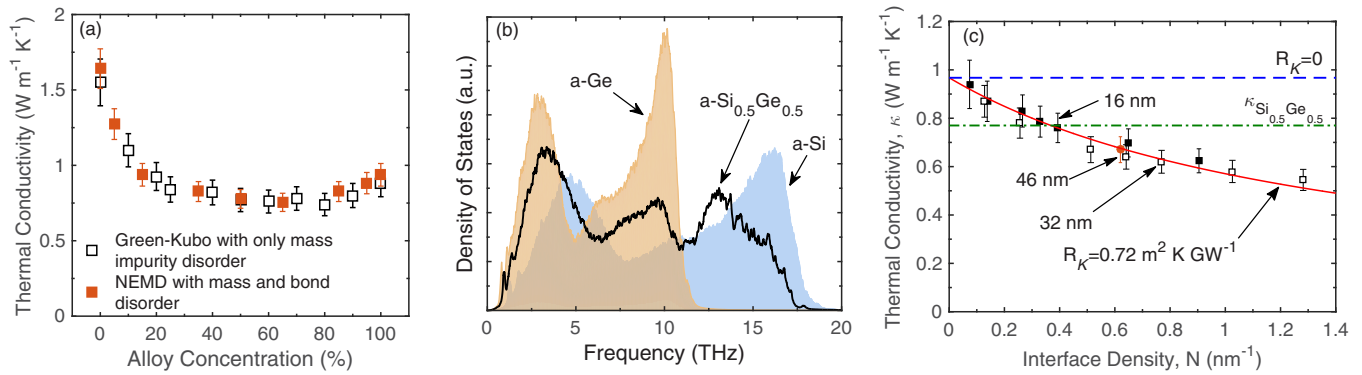 (a)
Thermal Conductivity (W m⁻¹ K⁻¹)
2
1.5
1
0.5
0
Green-Kubo with only mass
impurity disorder
NEMD with mass and bond
disorder
0 20 40 60 80 100
Alloy Concentration (%)
(b)
Density of States (a.u.)
a-Ge
a-Si₀.₅Ge₀.₅
a-Si
0 5 10 15 20
Frequency (THz)
(c)
Thermal Conductivity, κ (W m⁻¹ K⁻¹)
1.2
1
0.8
0.6
0.4
0.2
0
R_K=0
16 nm
κ_Si₀.₅Ge₀.₅
46 nm
32 nm
R_K=0.72 m² K GW⁻¹
0 0.2 0.4 0.6 0.8 1 1.2 1.4
Interface Density, N (nm⁻¹)